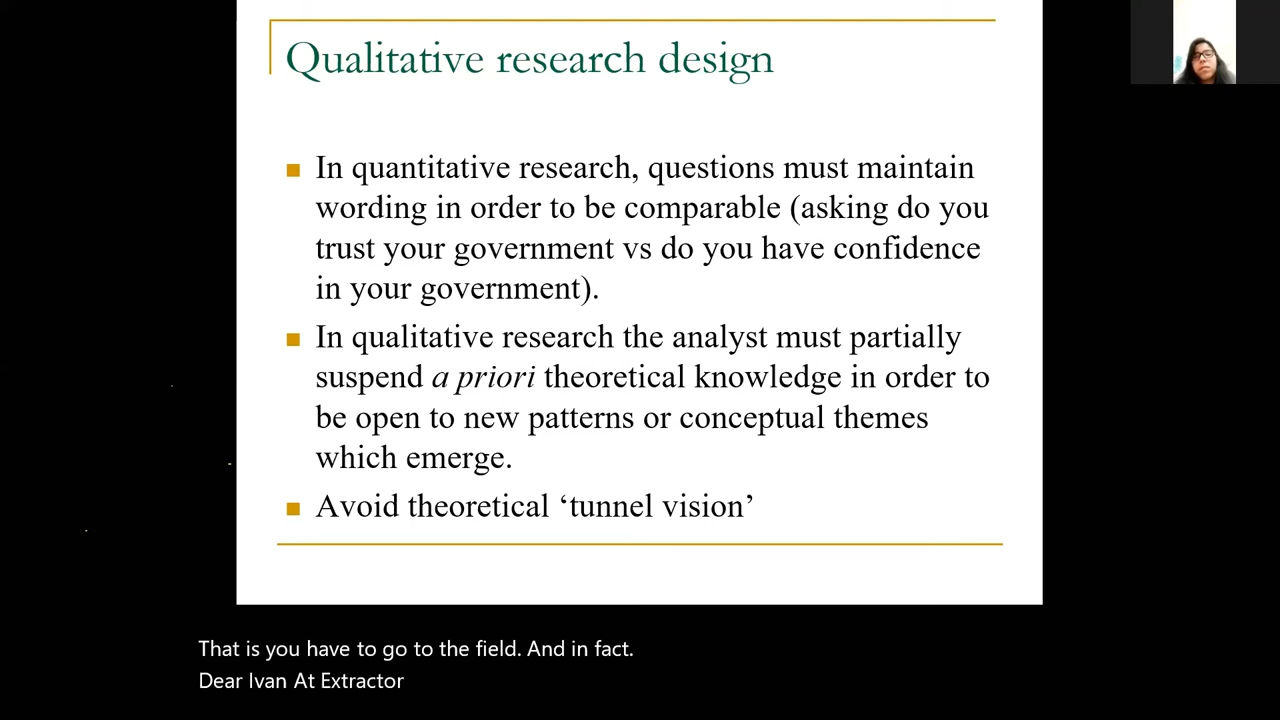 Qualitative research design
In quantitative research, questions must maintain
wording in order to be comparable (asking do you
trust your government vs do you have confidence
in your government).
In qualitative research the analyst must partially
suspend a priori theoretical knowledge in order to
be open to new patterns or conceptual themes
which emerge.
Avoid theoretical ‘tunnel vision’
That is you have to go to the field. And in fact.
Dear Ivan At Extractor